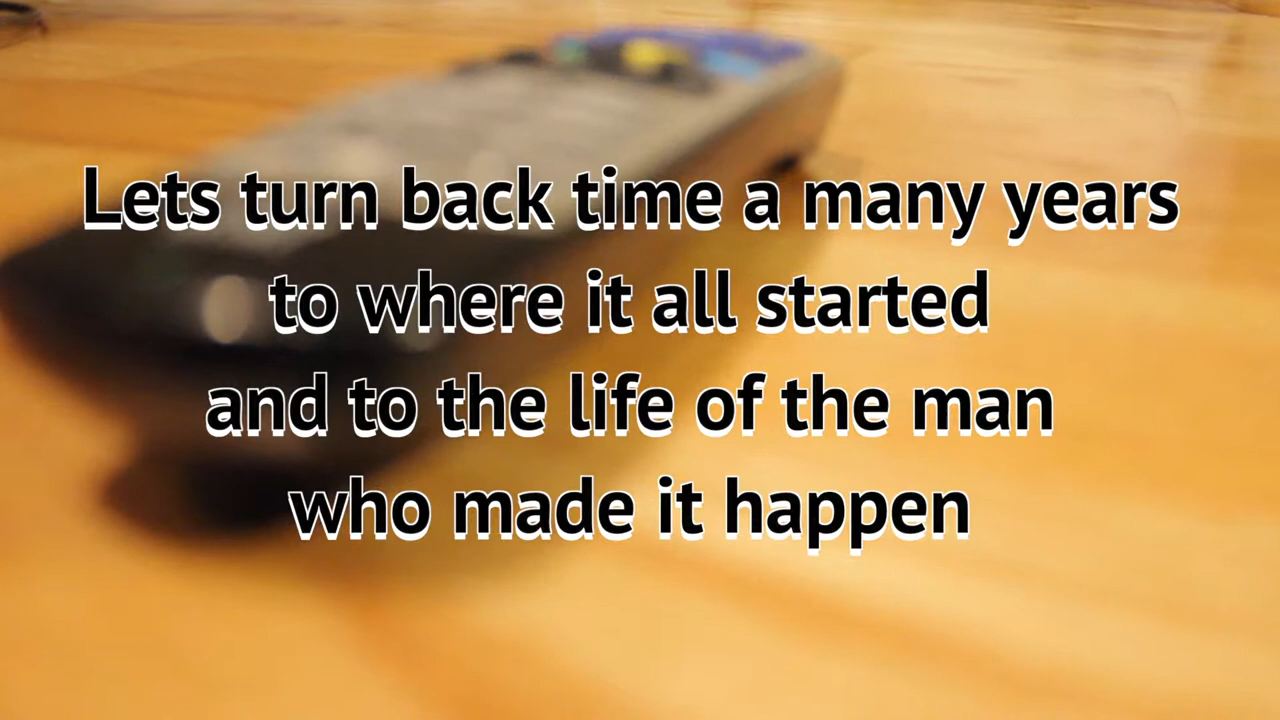 Lets turn back time a many years
to where it all started
and to the life of the man
who made it happen